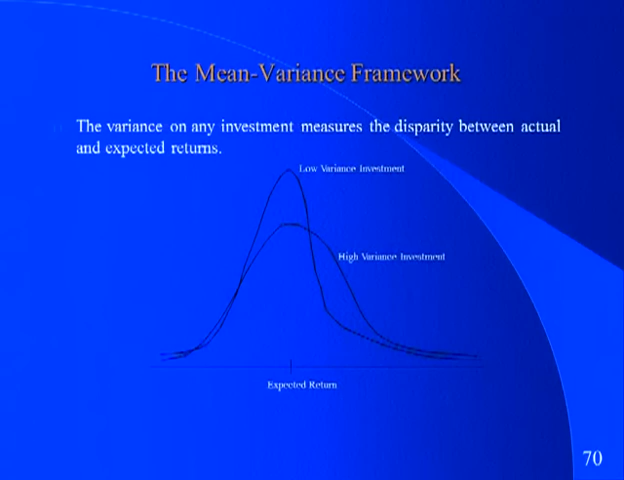 The Mean-Variance Framework
The variance on any investment measures the disparity between actual
and expected returns.
Low Variance Investment
High Variance Investment
Expected Return
70